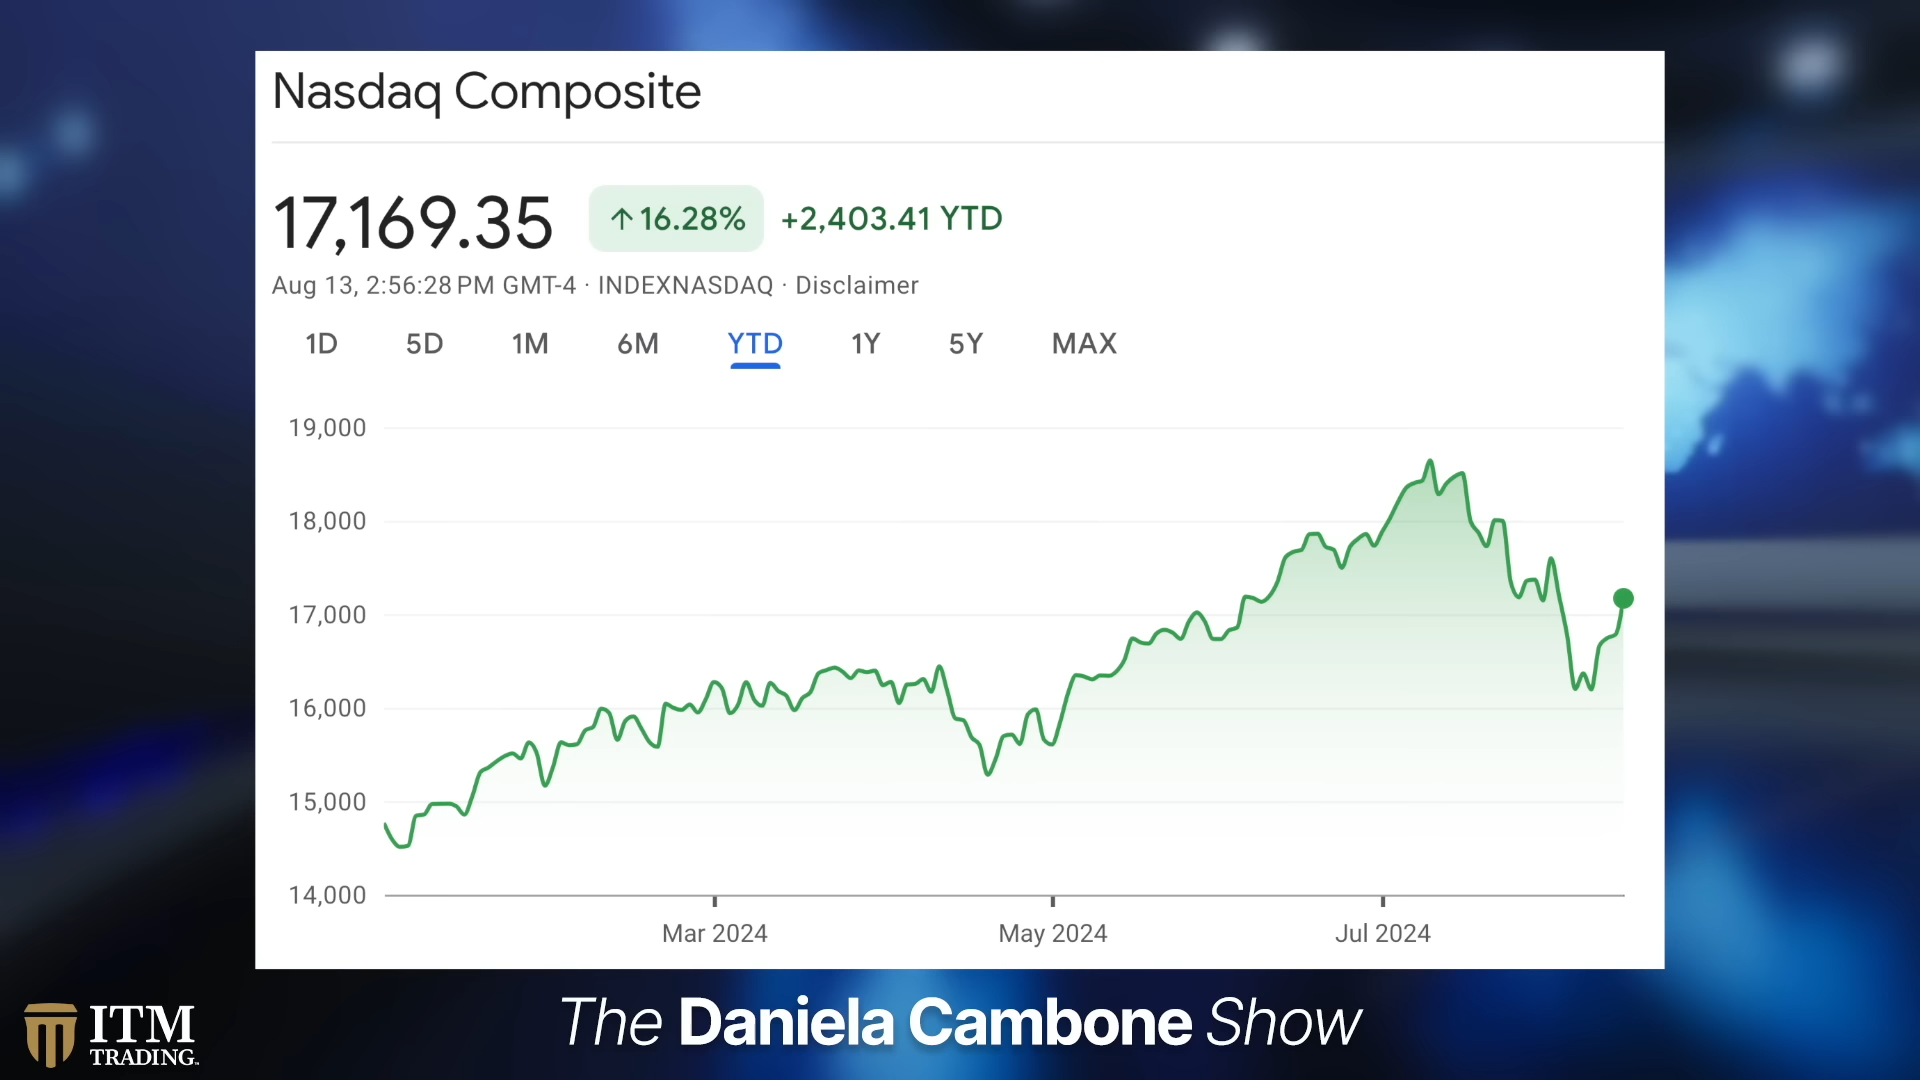 Nasdaq Composite
17,169.35 ↑ 16.28% +2,403.41 YTD
Aug 13, 2:56:28 PM GMT-4 · INDEXNASDAQ · Disclaimer
1D 5D 1M 6M YTD 1Y 5Y MAX
19,000
18,000
17,000
16,000
15,000
14,000
Mar 2024 May 2024 Jul 2024
The Daniela Cambone Show
ITM
TRADING